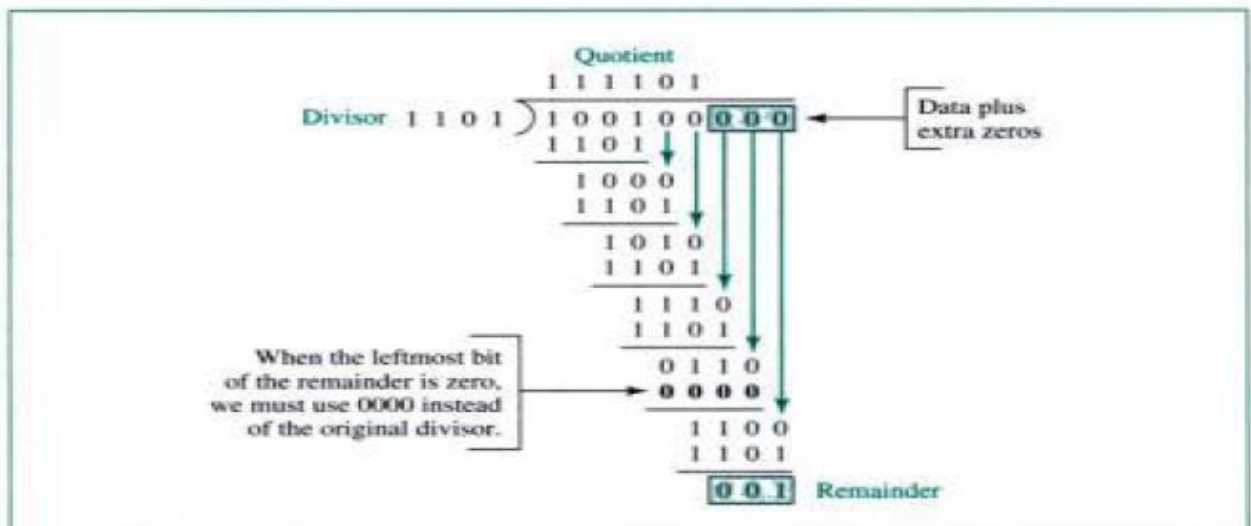 Quotient
1 1 1 1 0 1
Divisor 1 1 0 1 ) 1 0 0 1 0 0 0 0 0
Data plus
extra zeros
1 1 0 1
1 0 0 0
1 1 0 1
1 0 1 0
1 1 0 1
1 1 1 0
1 1 0 1
When the leftmost bit
of the remainder is zero,
we must use 0000 instead
of the original divisor.
0 1 1 0
0 0 0 0
1 1 0 0
1 1 0 1
0 0 1 Remainder